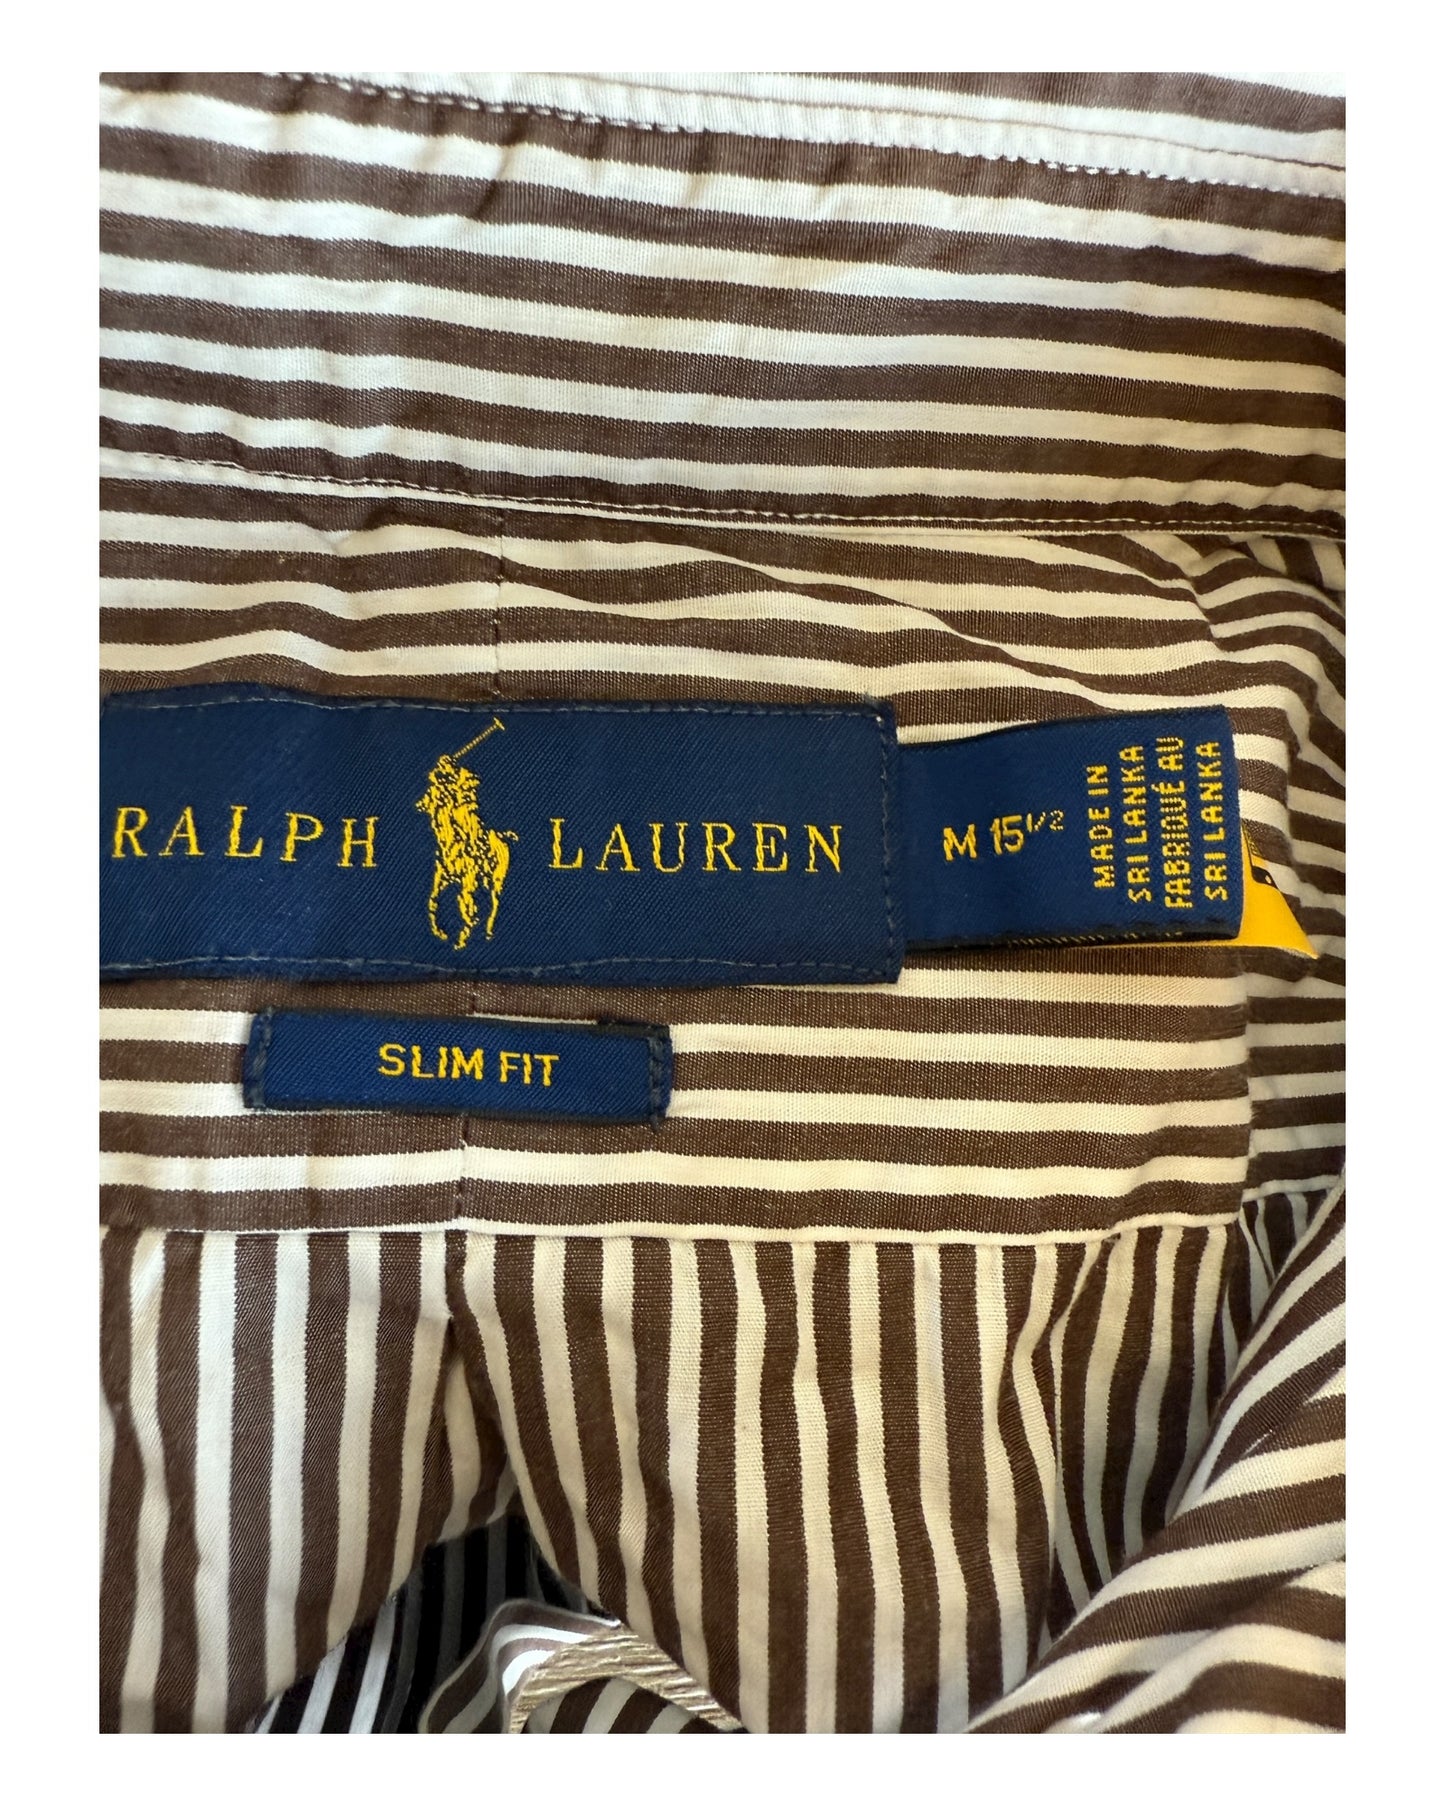 RALPH LAUREN
M 15 1/2
MADE IN
SRI LANKA
FABRIQUÉ AU
SRI LANKA
SLIM FIT